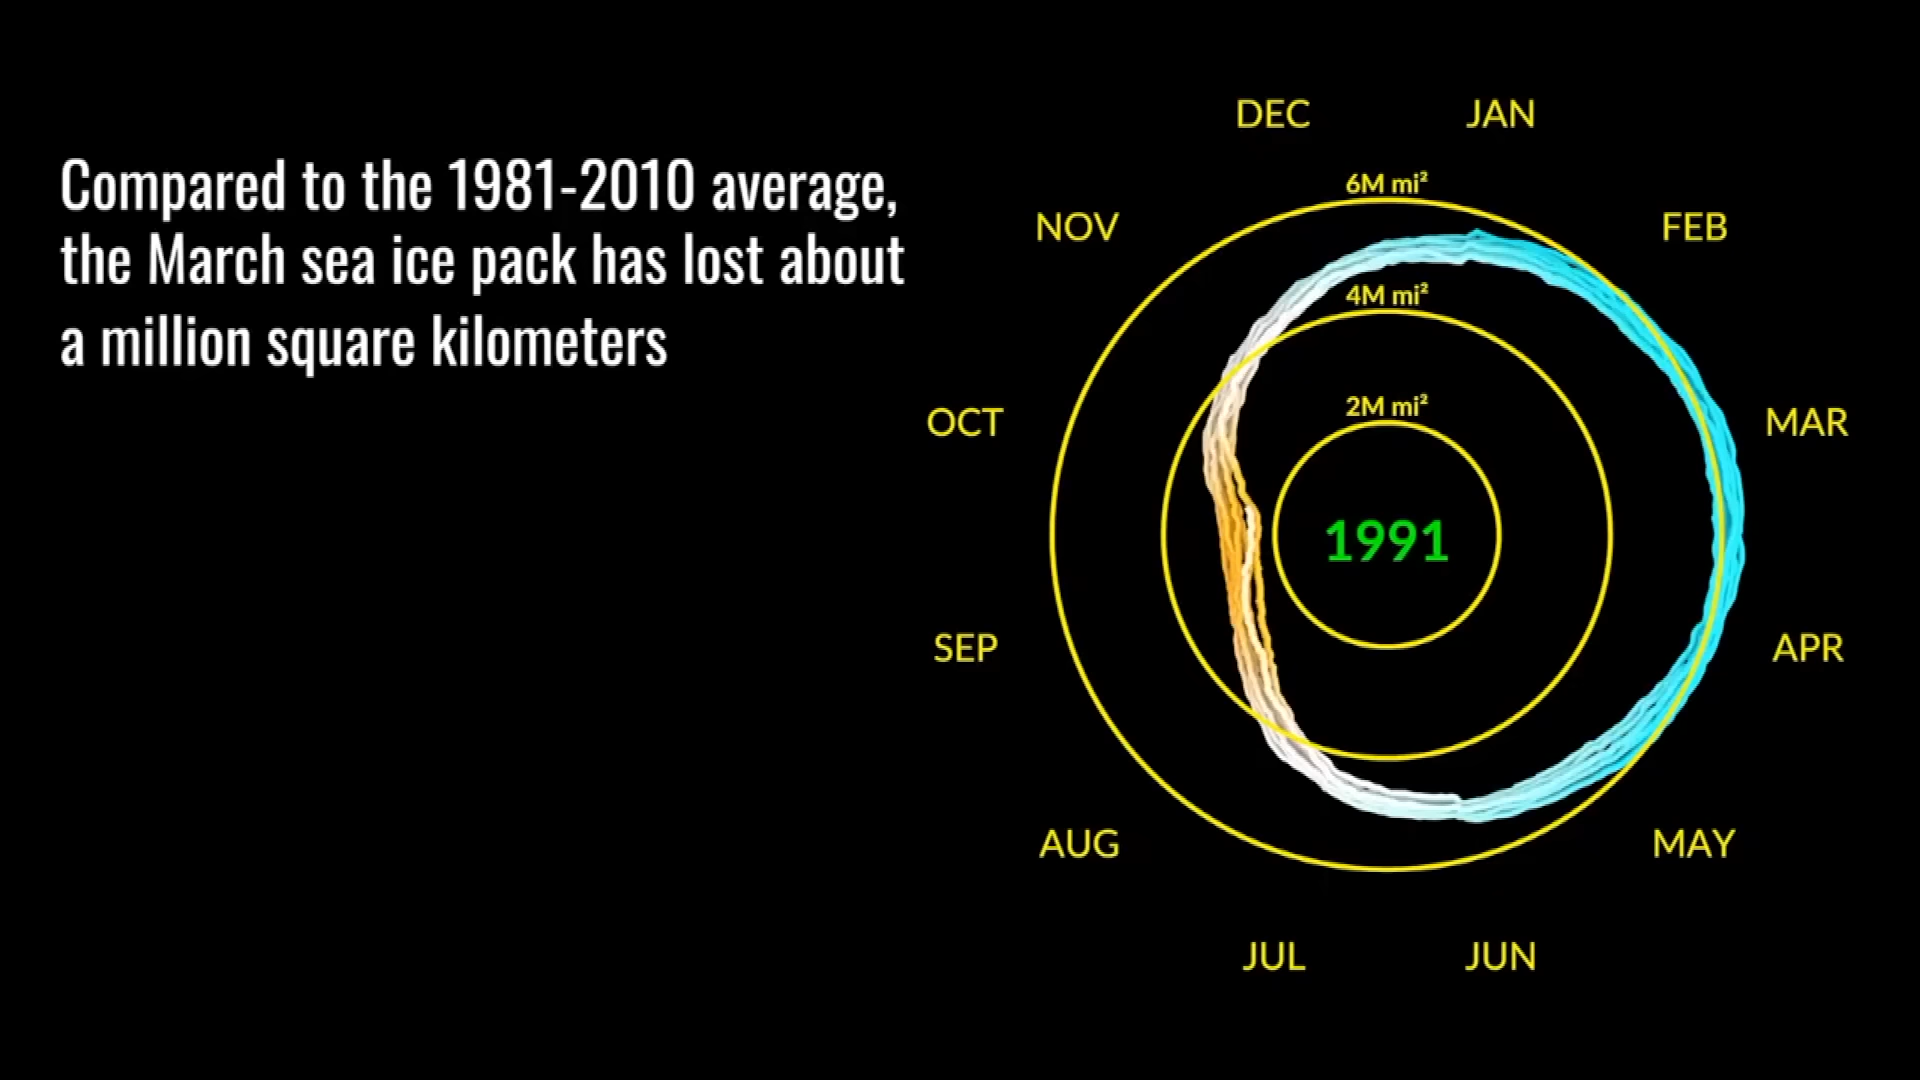 Compared to the 1981-2010 average,
the March sea ice pack has lost about
a million square kilometers
DEC
JAN
6M mi²
NOV
FEB
4M mi²
2M mi²
OCT
MAR
1991
SEP
APR
AUG
MAY
JUL
JUN